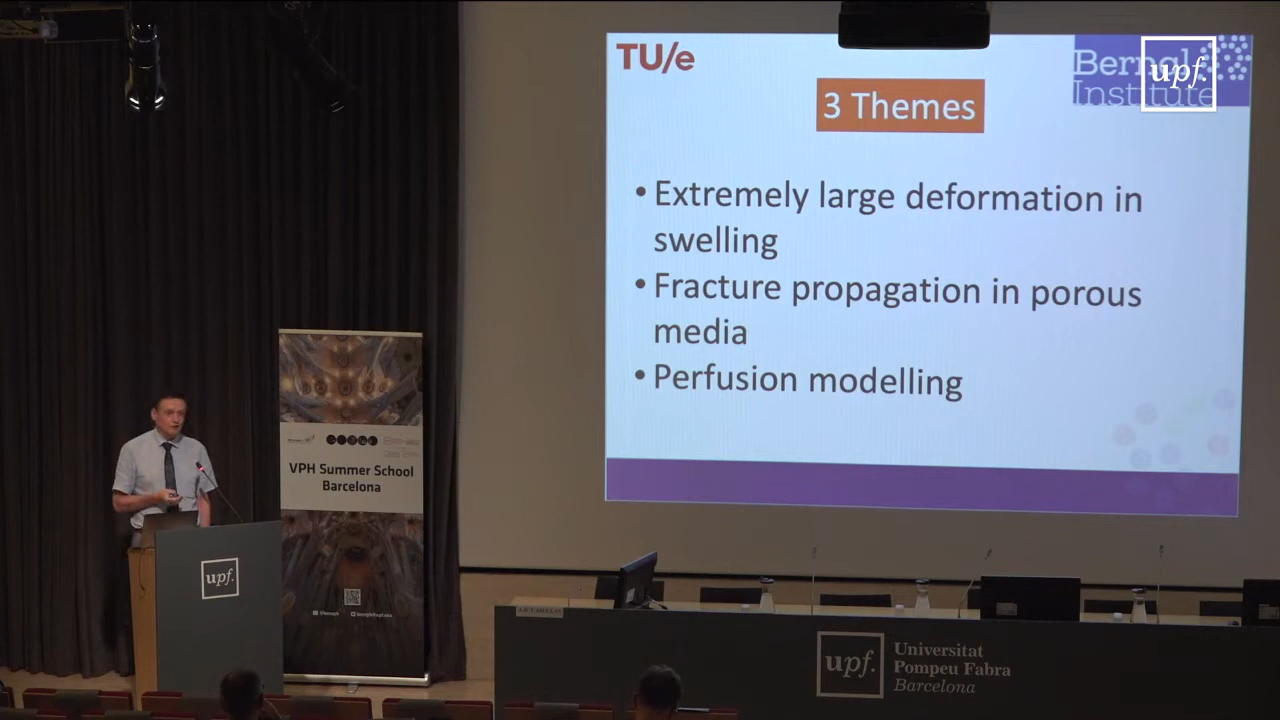 TU/e
Berngl
Institute
upf.
3 Themes
• Extremely large deformation in
swelling
• Fracture propagation in porous
media
• Perfusion modelling
VPH Summer School
Barcelona
upf.
upf.
Universitat
Pompeu Fabra
Barcelona